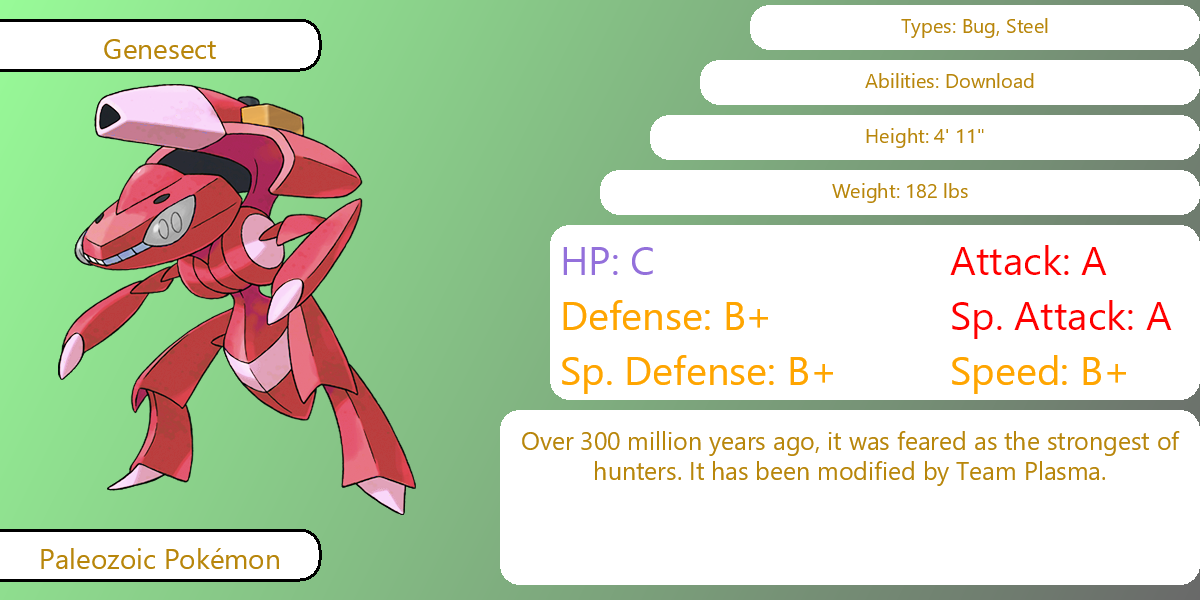 Genesect
Types: Bug, Steel
Abilities: Download
Height: 4' 11"
Weight: 182 lbs
HP: C
Attack: A
Defense: B+
Sp. Attack: A
Sp. Defense: B+
Speed: B+
Over 300 million years ago, it was feared as the strongest of
hunters. It has been modified by Team Plasma.
Paleozoic Pokémon